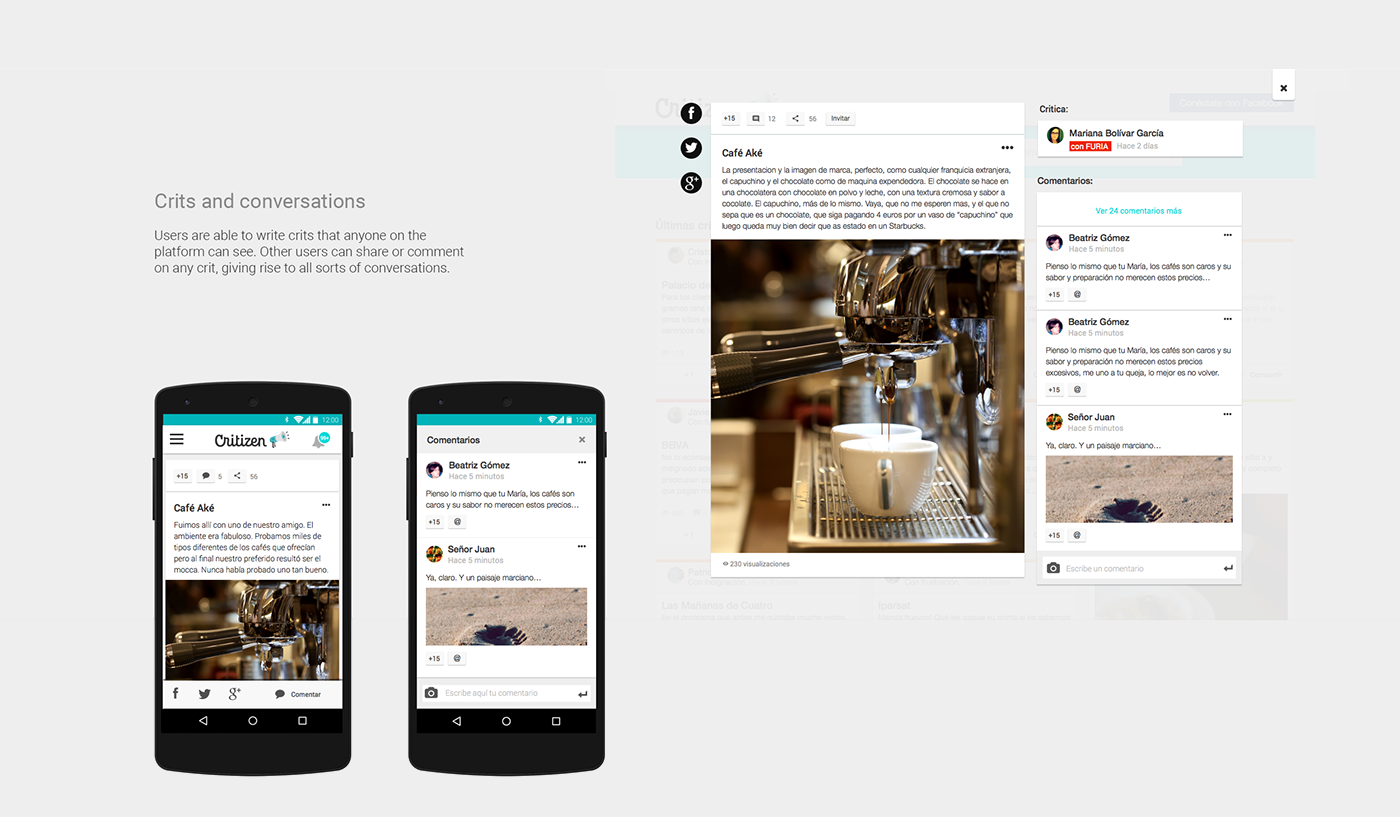 Crits and conversations
Users are able to write crits that anyone on the
platform can see. Other users can share or comment
on any crit, giving rise to all sorts of conversations.
12:00
Critizen
99+
+15
5
56
Café Aké
Fuimos allí con uno de nuestro amigo. El
ambiente era fabuloso. Probamos miles de
tipos diferentes de los cafés que ofrecían
pero al final nuestro preferido resultó ser el
mocca. Nunca había probado uno tan bueno.
f
g+
Comentar
12:00
Comentarios
×
Beatriz Gómez
Hace 5 minutos
Pienso lo mismo que tu María, los cafés son
caros y su sabor no merecen estos precios…
+15 @
Señor Juan
Hace 5 minutos
Ya, claro. Y un paisaje marciano…
+15 @
Escribe aquí tu comentario
f
g+
+15
12
56
Invitar
Café Aké
La presentacion y la imagen de marca, perfecto, como cualquier franquicia extranjera,
el capuchino y el chocolate como de maquina expendedora. El chocolate se hace en
una chocolátera con chocolate en polvo y leche, con una textura cremosa y sabor a
cocolate. El capuchino, más de lo mismo. Vaya, que no me esperen mas, y el que no
sepa que es un chocolate, que siga pagando 4 euros por un vaso de "capuchino" que
luego queda muy bien decir que as estado en un Starbucks.
230 visualizaciones
×
Critica:
Mariana Bolívar García
con FURIA Hace 2 días
Comentarios:
Ver 24 comentarios más
Beatriz Gómez
Hace 5 minutos
Pienso lo mismo que tu María, los cafés son caros y su
sabor y preparación no merecen estos precios…
+15 @
Beatriz Gómez
Hace 5 minutos
Pienso lo mismo que tu María, los cafés son caros y su
sabor y preparación no merecen estos precios
excesivos, me uno a tu queja, lo mejor es no volver.
+15 @
Señor Juan
Hace 5 minutos
Ya, claro. Y un paisaje marciano…
+15 @
Escribe un comentario
Conéctate con Facebook
BBVA
Las Mañanas de Cuatro